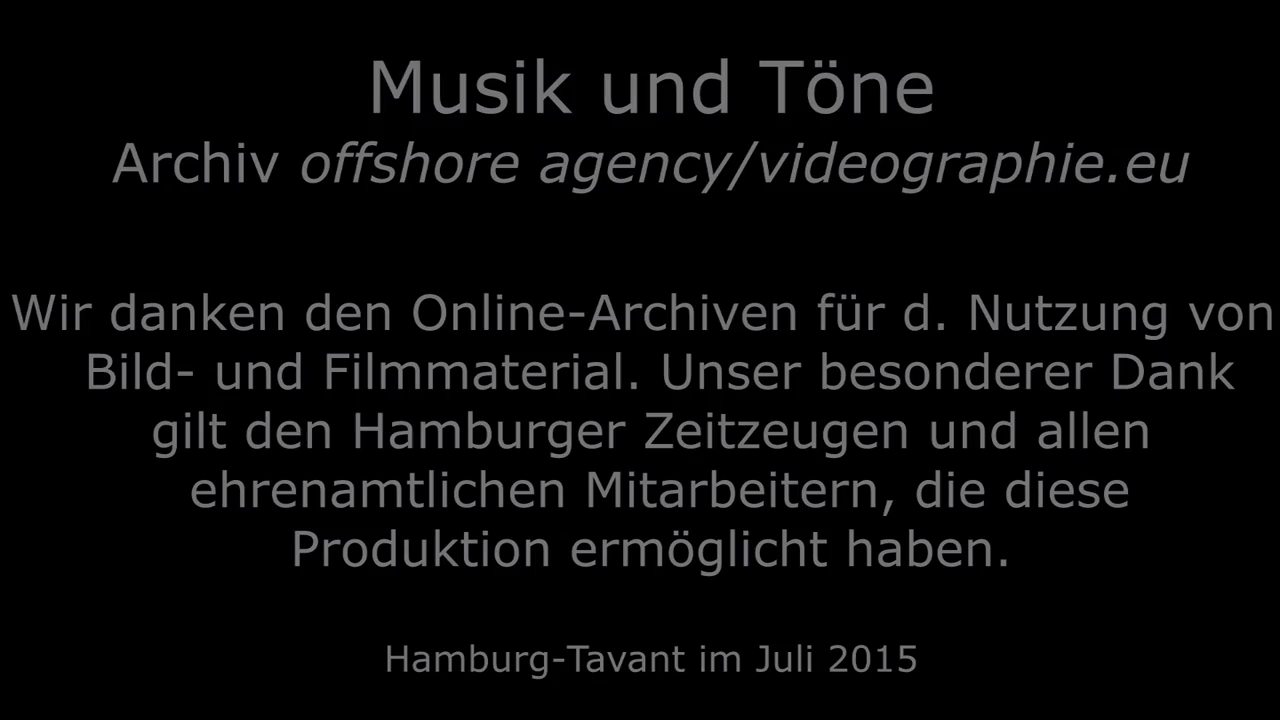 Musik und Töne
Archiv offshore agency/videographie.eu
Wir danken den Online-Archiven für d. Nutzung von
Bild- und Filmmaterial. Unser besonderer Dank
gilt den Hamburger Zeitzeugen und allen
ehrenamtlichen Mitarbeitern, die diese
Produktion ermöglicht haben.
Hamburg-Tavant im Juli 2015